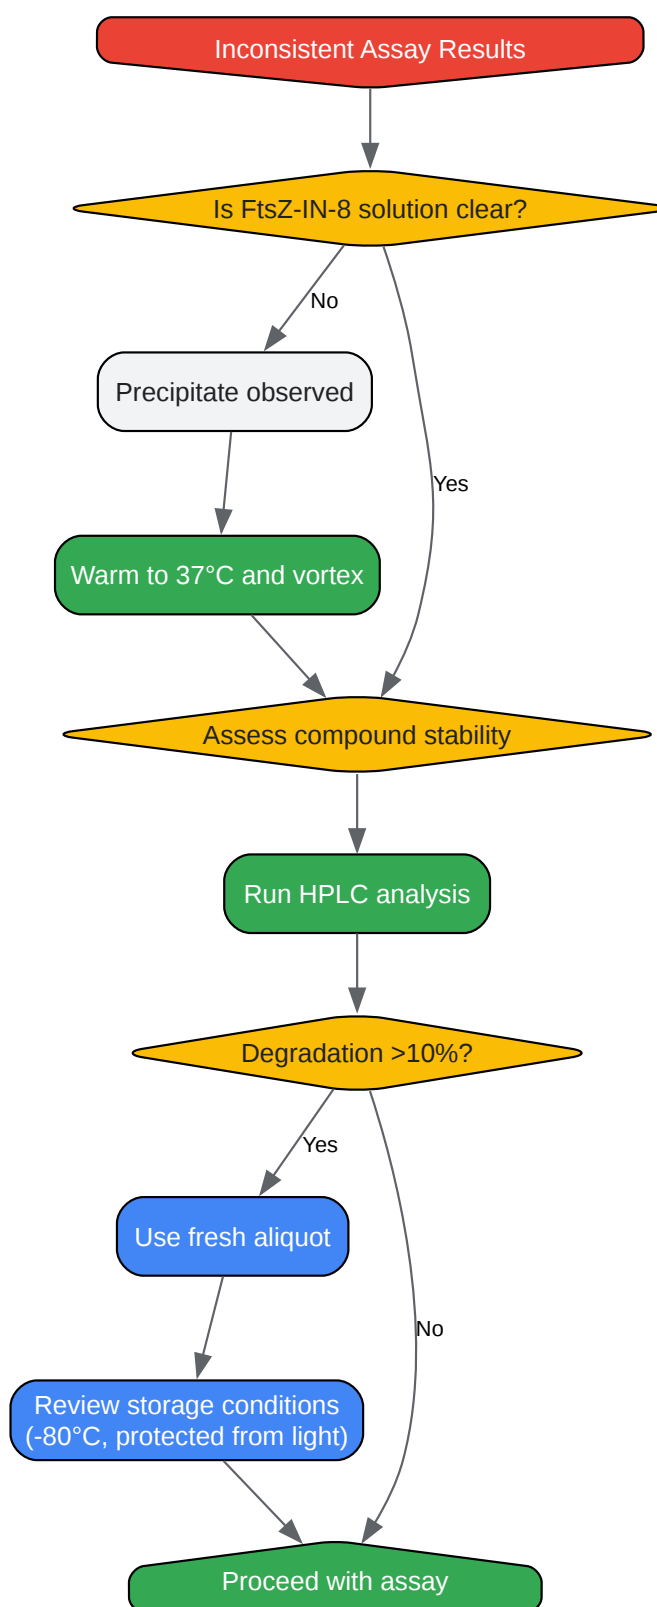 Inconsistent Assay Results
Is FtsZ-IN-8 solution clear?
No
Precipitate observed
Yes
Warm to 37°C and vortex
Assess compound stability
Run HPLC analysis
Degradation >10%?
Yes
Use fresh aliquot
No
Review storage conditions
(-80°C, protected from light)
Proceed with assay